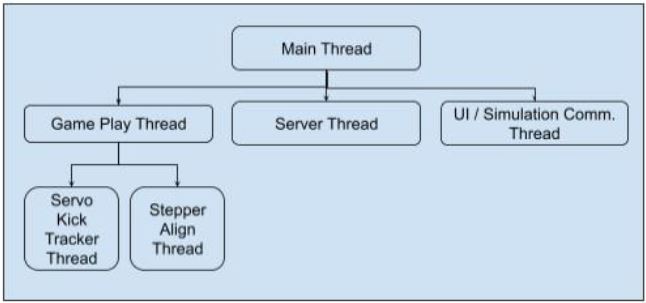 Main Thread
Game Play Thread
Server Thread
UI / Simulation Comm.
Thread
Servo
Kick
Tracker
Thread
Stepper
Align
Thread